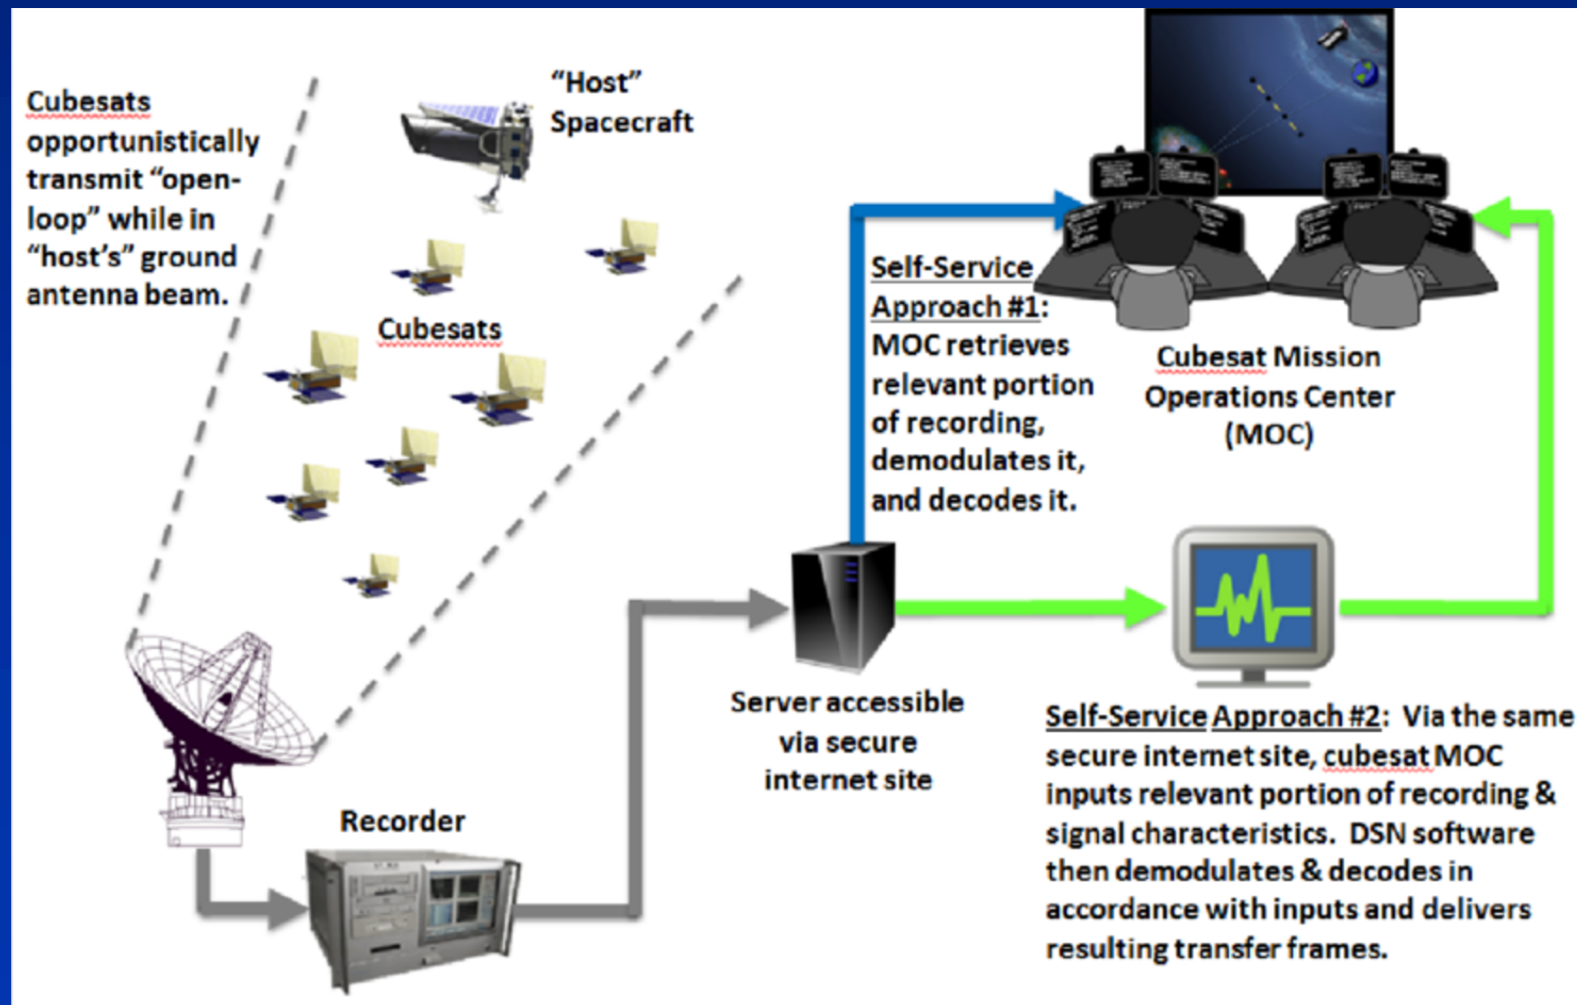 Cubesats
opportunistically
transmit “open-
loop” while in
“host’s” ground
antenna beam.
“Host”
Spacecraft
Cubesats
Recorder
Server accessible
via secure
internet site
Self-Service
Approach #1:
MOC retrieves
relevant portion
of recording,
demodulates it,
and decodes it.
Cubesat Mission
Operations Center
(MOC)
Self-Service Approach #2:  Via the same
secure internet site, cubesat MOC
inputs relevant portion of recording &
signal characteristics.  DSN software
then demodulates & decodes in
accordance with inputs and delivers
resulting transfer frames.